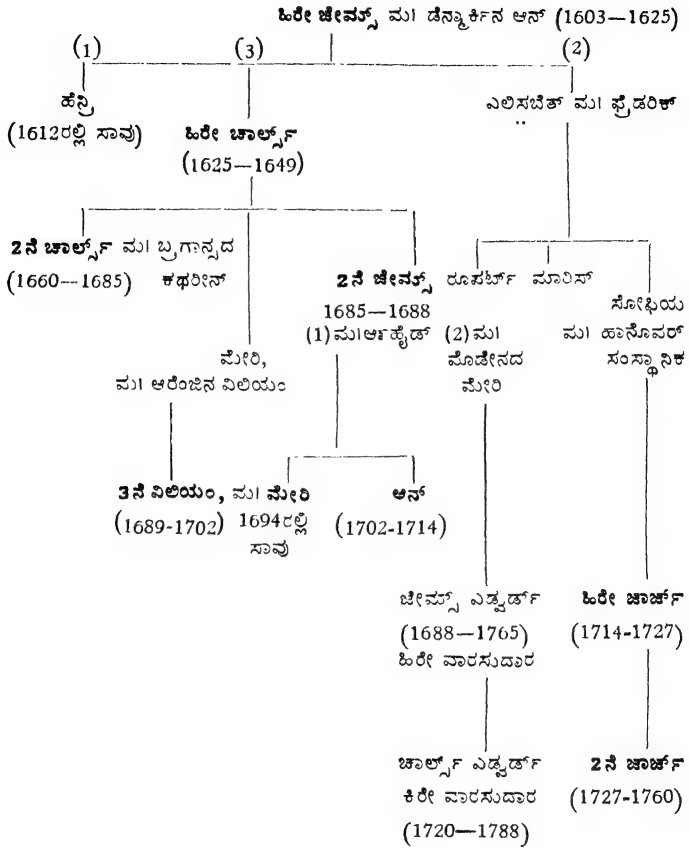 ಹಿರೇ ಜೇಮ್ಸ್ ಮ। ಡೆನ್ಮಾರ್ಕಿನ ಆನ್ (1603—1625)
(1) (3) (2)
ಹೆನ್ರಿ
(1612ರಲ್ಲಿ ಸಾವು)
ಹಿರೇ ಚಾರ್ಲ್ಸ್
(1625—1649)
ಎಲಿಸಬೆತ್ ಮ। ಫ್ರೆಡರಿಕ್
2ನೆ ಚಾರ್ಲ್ಸ್ ಮ। ಬ್ರಗಾನ್ಸದ
(1660—1685) ಕಥರೀನ್
2ನೆ ಜೇಮ್ಸ್
1685—1688
(1) ಮ।ಆರ್ಣಹೈಡ್
ರೂಪರ್ಟ್ ಮಾರಿಸ್
ಸೋಫಿಯ
ಮ। ಹಾನೊವರ್
ಸಂಸ್ಥಾನಿಕ
(2) ಮ।
ಮೊಡೇನದ
ಮೇರಿ
ಮೇರಿ,
ಮ। ಆರೆಂಜಿನ ವಿಲಿಯಂ
3ನೆ ವಿಲಿಯಂ, ಮ। ಮೇರಿ
(1689-1702) 1694ರಲ್ಲಿ
ಸಾವು
ಆನ್
(1702-1714)
ಜೇಮ್ಸ್ ಎಡ್ವರ್ಡ್
(1688—1765)
ಹಿರೇ ವಾರಸುದಾರ
ಹಿರೇ ಜಾರ್ಜ್
(1714-1727)
ಚಾರ್ಲ್ಸ್ ಎಡ್ವರ್ಡ್
ಕಿರೇ ವಾರಸುದಾರ
(1720—1788)
2ನೆ ಜಾರ್ಜ್
(1727-1760)